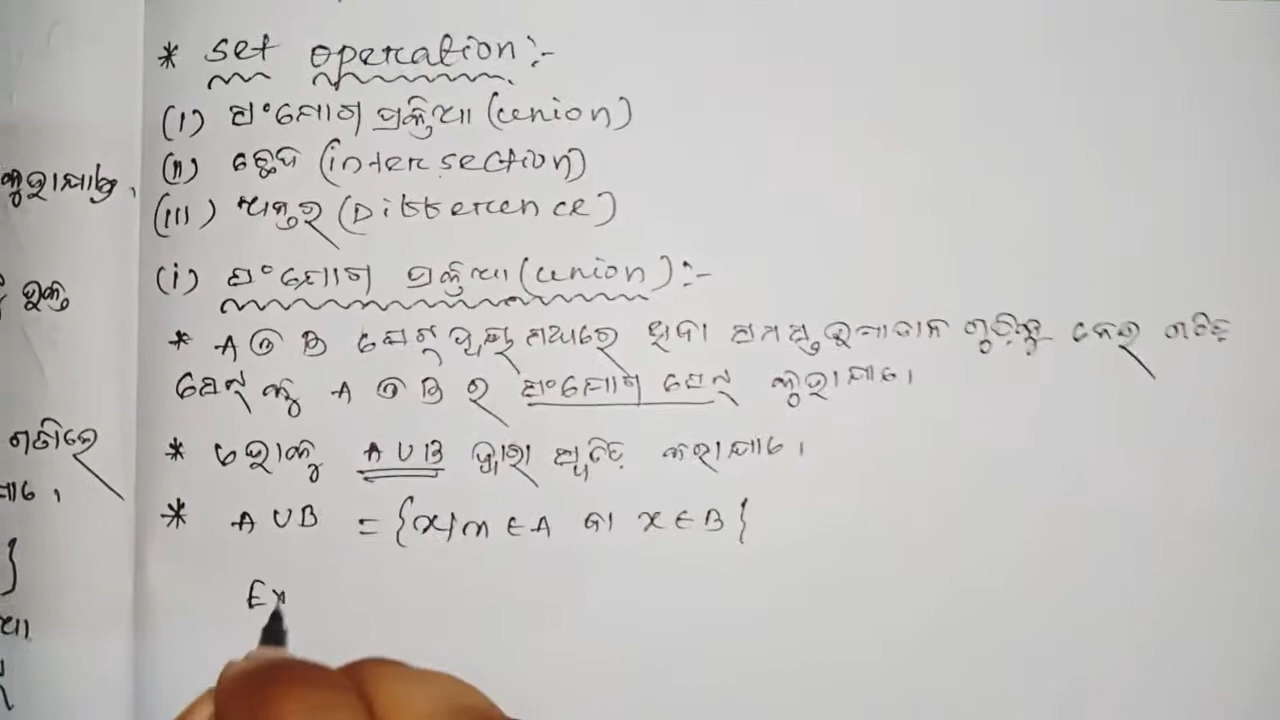 କୁହାଯାଏ,
ଭୁକ୍ତ
ଗଟିରେ
ଯାଏ ,
}
* set operation :-
(I) ସଂଯୋଗ ପ୍ରକ୍ରିୟା (union)
(II) ଛେଦ (intersection)
(III) ଅନ୍ତର (Difference)
(i) ସଂଯୋଗ ପ୍ରକ୍ରିୟା (union) :-
* A ଓ B ସେଟ୍ ଦ୍ୱୟ ମଧ୍ୟରେ ଥିବା ସମସ୍ତ ଉପାଦାନ ଗୁଡ଼ିକୁ ନେଇ ଗଠିତ
ସେଟ୍ କୁ A ଓ B ର ସଂଯୋଗ ସେଟ୍ କୁହାଯାଏ ।
* ଏହାକୁ A∪B ଦ୍ୱାରା ସୂଚିତ କରାଯାଏ ।
* A∪B = {x/x ∈ A ବା x ∈ B}
Ex